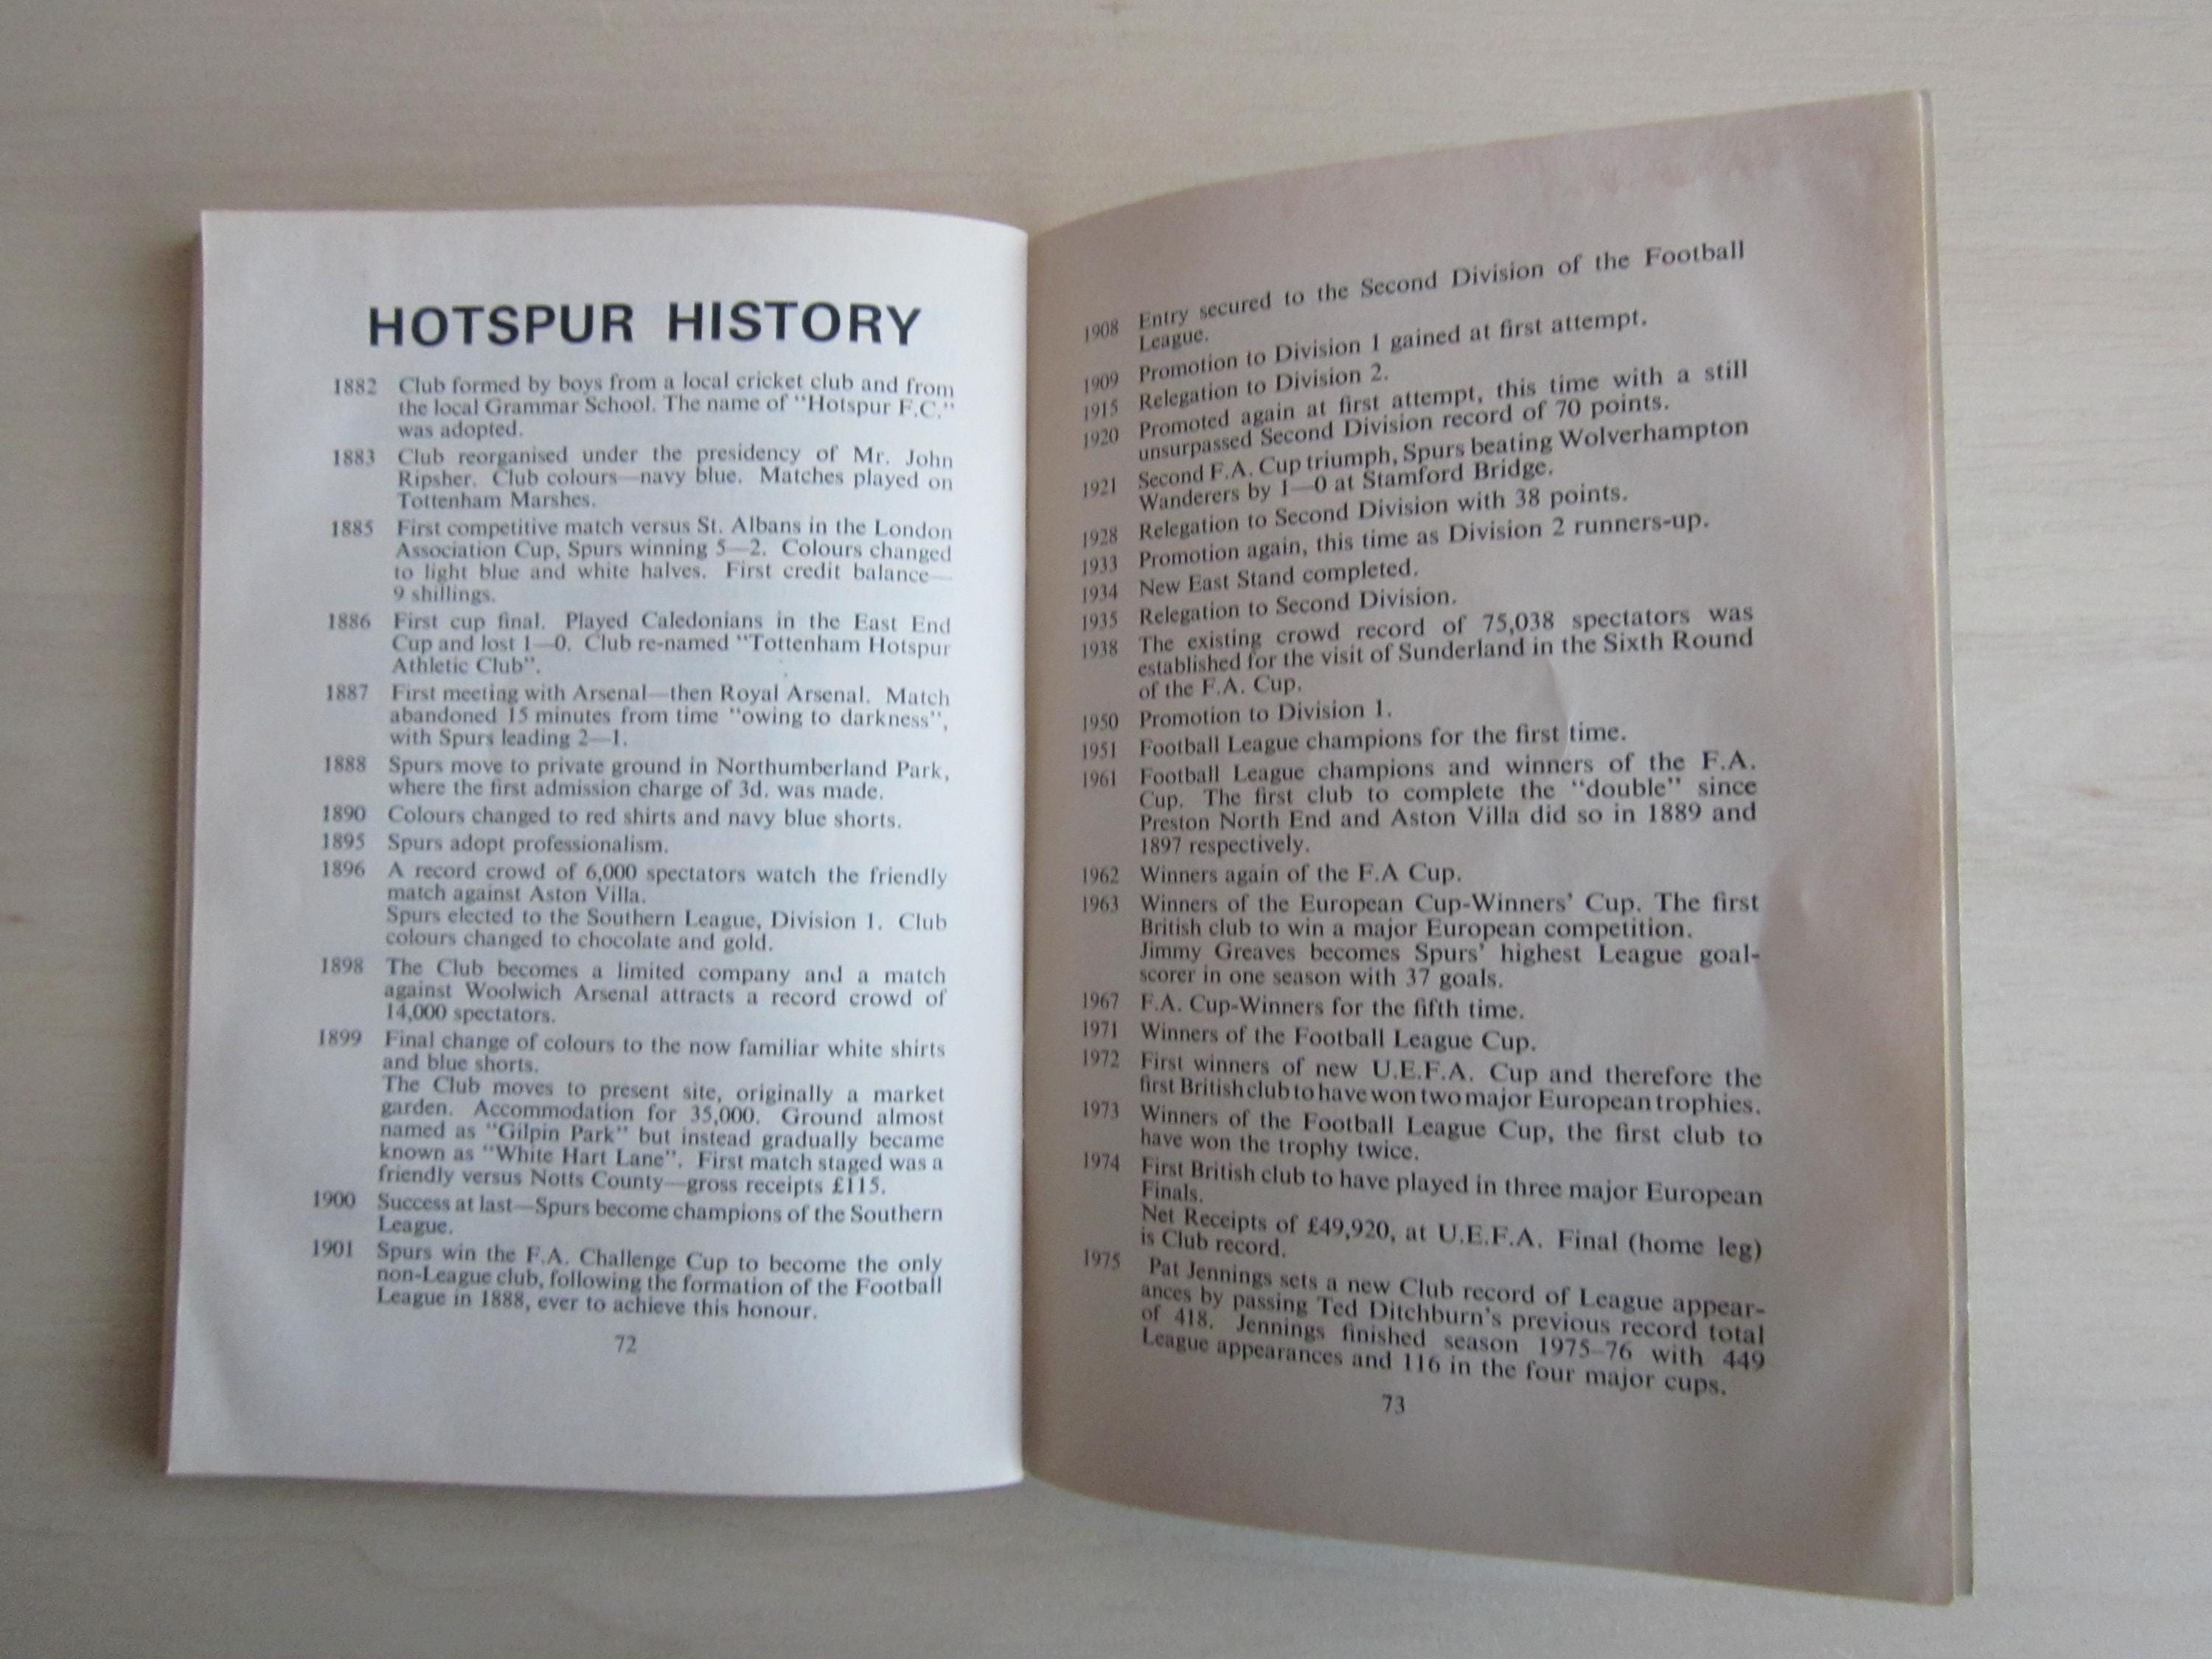 HOTSPUR HISTORY
1882 Club formed by boys from a local cricket club and from
the local Grammar School. The name of "Hotspur F.C."
was adopted.
1883 Club reorganised under the presidency of Mr. John
Ripsher. Club colours—navy blue. Matches played on
Tottenham Marshes.
1885 First competitive match versus St. Albans in the London
Association Cup, Spurs winning 5—2. Colours changed
to light blue and white halves. First credit balance—
9 shillings.
1886 First cup final. Played Caledonians in the East End
Cup and lost 1—0. Club re-named "Tottenham Hotspur
Athletic Club".
1887 First meeting with Arsenal—then Royal Arsenal. Match
abandoned 15 minutes from time "owing to darkness",
with Spurs leading 2—1.
1888 Spurs move to private ground in Northumberland Park,
where the first admission charge of 3d. was made.
1890 Colours changed to red shirts and navy blue shorts.
1895 Spurs adopt professionalism.
1896 A record crowd of 6,000 spectators watch the friendly
match against Aston Villa.
Spurs elected to the Southern League, Division 1. Club
colours changed to chocolate and gold.
1898 The Club becomes a limited company and a match
against Woolwich Arsenal attracts a record crowd of
14,000 spectators.
1899 Final change of colours to the now familiar white shirts
and blue shorts.
The Club moves to present site, originally a market
garden. Accommodation for 35,000. Ground almost
named as "Gilpin Park" but instead gradually became
known as "White Hart Lane". First match staged was a
friendly versus Notts County—gross receipts £115.
1900 Success at last—Spurs become champions of the Southern
League.
1901 Spurs win the F.A. Challenge Cup to become the only
non-League club, following the formation of the Football
League in 1888, ever to achieve this honour.
72
1908 Entry secured to the Second Division of the Football
League.
1909 Promotion to Division 1 gained at first attempt.
1915 Relegation to Division 2.
1920 Promoted again at first attempt, this time with a still
unsurpassed Second Division record of 70 points.
1921 Second F.A. Cup triumph, Spurs beating Wolverhampton
Wanderers by 1—0 at Stamford Bridge.
1928 Relegation to Second Division with 38 points.
1933 Promotion again, this time as Division 2 runners-up.
1934 New East Stand completed.
1935 Relegation to Second Division.
1938 The existing crowd record of 75,038 spectators was
established for the visit of Sunderland in the Sixth Round
of the F.A. Cup.
1950 Promotion to Division 1.
1951 Football League champions for the first time.
1961 Football League champions and winners of the F.A.
Cup. The first club to complete the "double" since
Preston North End and Aston Villa did so in 1889 and
1897 respectively.
1962 Winners again of the F.A Cup.
1963 Winners of the European Cup-Winners' Cup. The first
British club to win a major European competition.
Jimmy Greaves becomes Spurs' highest League goal-
scorer in one season with 37 goals.
1967 F.A. Cup-Winners for the fifth time.
1971 Winners of the Football League Cup.
1972 First winners of new U.E.F.A. Cup and therefore the
first British club to have won two major European trophies.
1973 Winners of the Football League Cup, the first club to
have won the trophy twice.
1974 First British club to have played in three major European
Finals.
Net Receipts of £49,920, at U.E.F.A. Final (home leg)
is Club record.
1975 Pat Jennings sets a new Club record of League appear-
ances by passing Ted Ditchburn's previous record total
of 418. Jennings finished season 1975–76 with 449
League appearances and 116 in the four major cups.
73